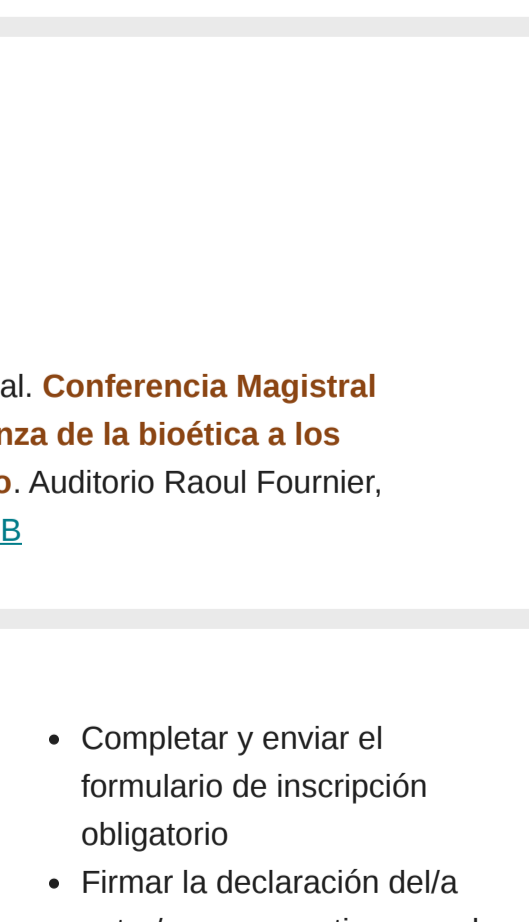 al. Conferencia Magistral
nza de la bioética a los
o. Auditorio Raoul Fournier,
B
Completar y enviar el
formulario de inscripción
obligatorio
Firmar la declaración del/a